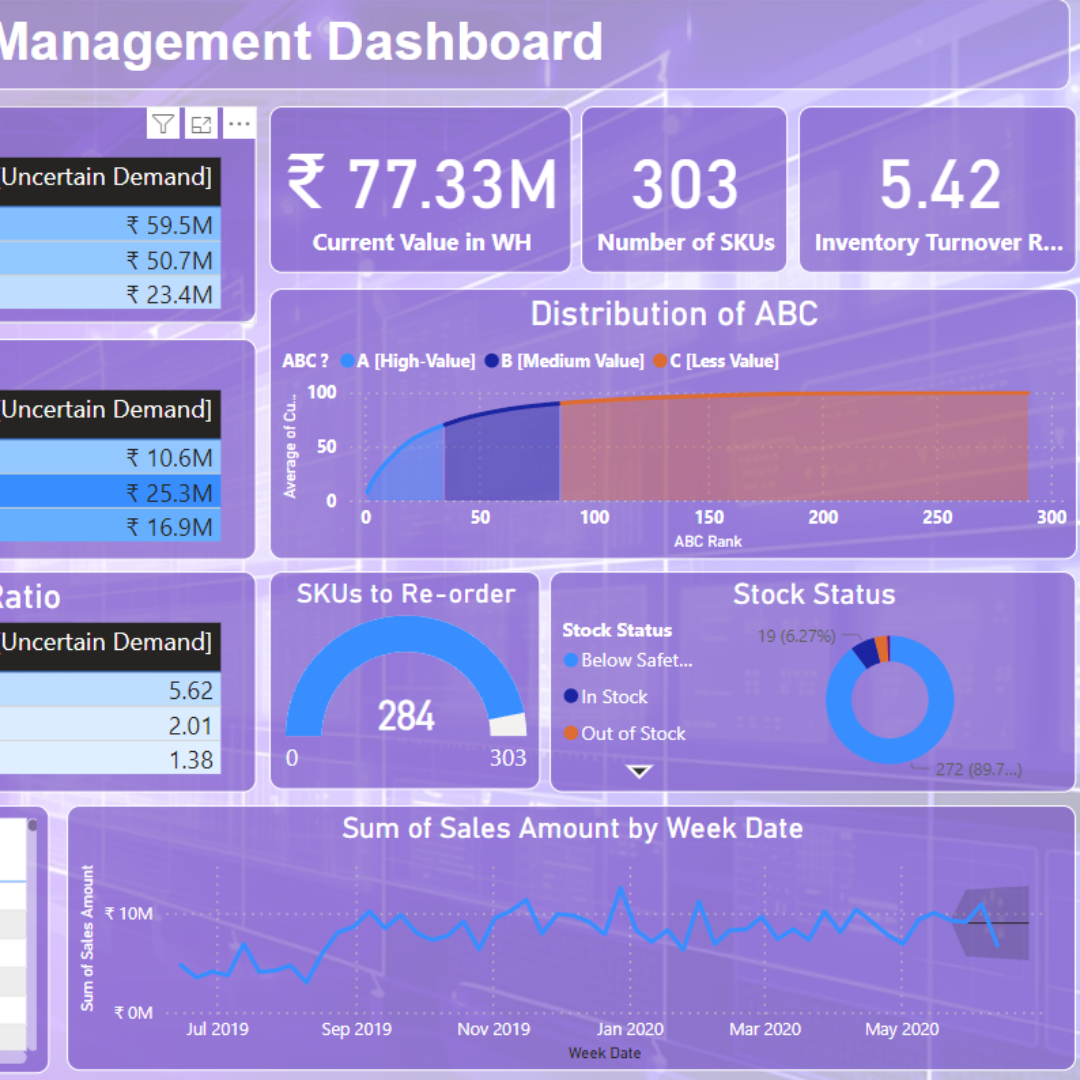 Management Dashboard
[Uncertain Demand]
₹ 59.5M
₹ 50.7M
₹ 23.4M
₹ 77.33M
Current Value in WH
303
Number of SKUs
5.42
Inventory Turnover R...
[Uncertain Demand]
₹ 10.6M
₹ 25.3M
₹ 16.9M
Distribution of ABC
ABC ? A [High-Value] B [Medium Value] C [Less Value]
Average of Cu...
100
50
0
0 50 100 150 200 250 300
ABC Rank
Ratio
[Uncertain Demand]
5.62
2.01
1.38
SKUs to Re-order
284
0 303
Stock Status
Stock Status
Below Safet...
In Stock
Out of Stock
19 (6.27%)
272 (89.7...)
Sum of Sales Amount by Week Date
Sum of Sales Amount
₹ 10M
₹ 0M
Jul 2019 Sep 2019 Nov 2019 Jan 2020 Mar 2020 May 2020
Week Date